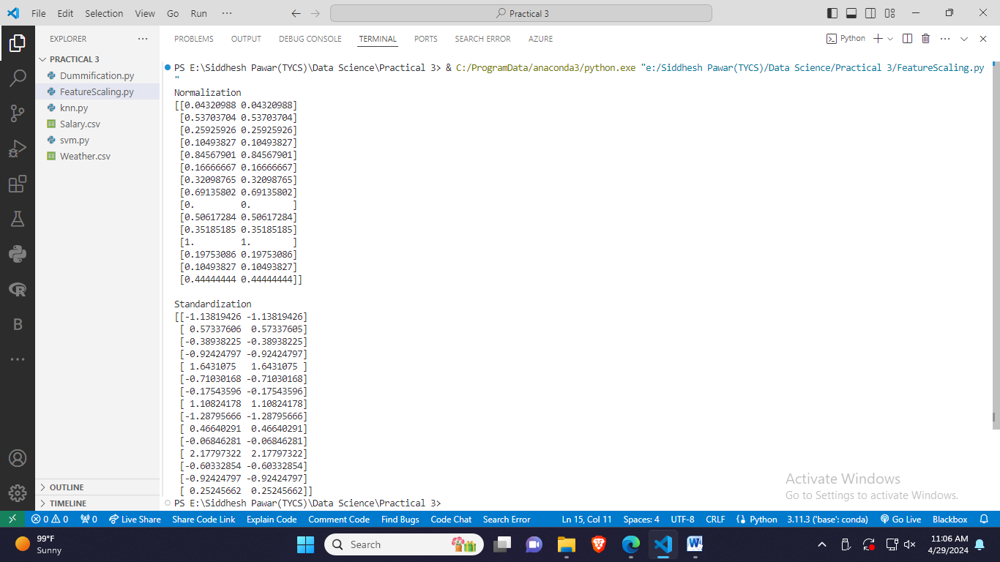 File Edit Selection View Go Run ··· Practical 3
EXPLORER ···
PRACTICAL 3
Dummification.py
FeatureScaling.py
knn.py
Salary.csv
svm.py
Weather.csv
OUTLINE
TIMELINE
PROBLEMS OUTPUT DEBUG CONSOLE TERMINAL PORTS SEARCH ERROR AZURE
Python
PS E:\Siddhesh Pawar(TYCS)\Data Science\Practical 3> & C:/ProgramData/anaconda3/python.exe "e:/Siddhesh Pawar(TYCS)/Data Science/Practical 3/FeatureScaling.py
"
Normalization
[[0.04320988 0.04320988]
[0.53703704 0.53703704]
[0.25925926 0.25925926]
[0.10493827 0.10493827]
[0.84567901 0.84567901]
[0.16666667 0.16666667]
[0.32098765 0.32098765]
[0.69135802 0.69135802]
[0. 0. ]
[0.50617284 0.50617284]
[0.35185185 0.35185185]
[1. 1. ]
[0.19753086 0.19753086]
[0.10493827 0.10493827]
[0.44444444 0.44444444]]
Standardization
[[-1.13819426 -1.13819426]
[ 0.57337606 0.57337605]
[-0.38938225 -0.38938225]
[-0.92424797 -0.92424797]
[ 1.6431075 1.6431075 ]
[-0.71030168 -0.71030168]
[-0.17543596 -0.17543596]
[ 1.10824178 1.10824178]
[-1.28795666 -1.28795666]
[ 0.46640291 0.46640291]
[-0.06846281 -0.06846281]
[ 2.17797322 2.17797322]
[-0.60332854 -0.60332854]
[-0.92424797 -0.92424797]
[ 0.25245662 0.25245662]]
PS E:\Siddhesh Pawar(TYCS)\Data Science\Practical 3>
Activate Windows
Go to Settings to activate Windows.
0 0 0 Live Share Share Code Link Explain Code Comment Code Find Bugs Code Chat Search Error Ln 15, Col 11 Spaces: 4 UTF-8 CRLF Python 3.11.3 ('base': conda) Go Live Blackbox
99°F
Sunny
Search
11:06 AM
4/29/2024